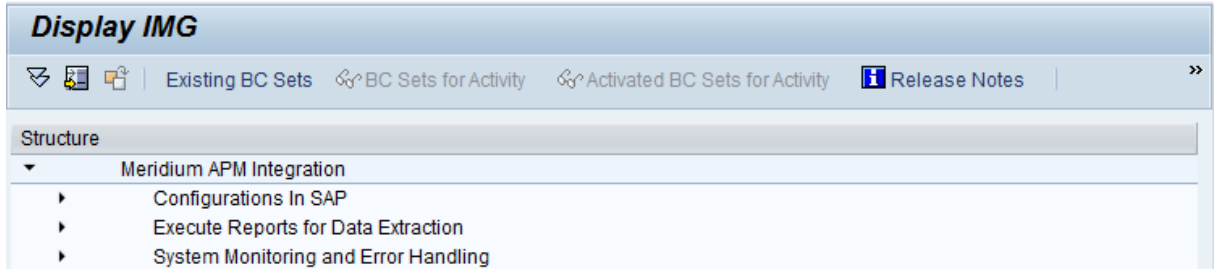 Display IMG
Existing BC Sets BC Sets for Activity Activated BC Sets for Activity Release Notes
Structure
Meridium APM Integration
Configurations In SAP
Execute Reports for Data Extraction
System Monitoring and Error Handling